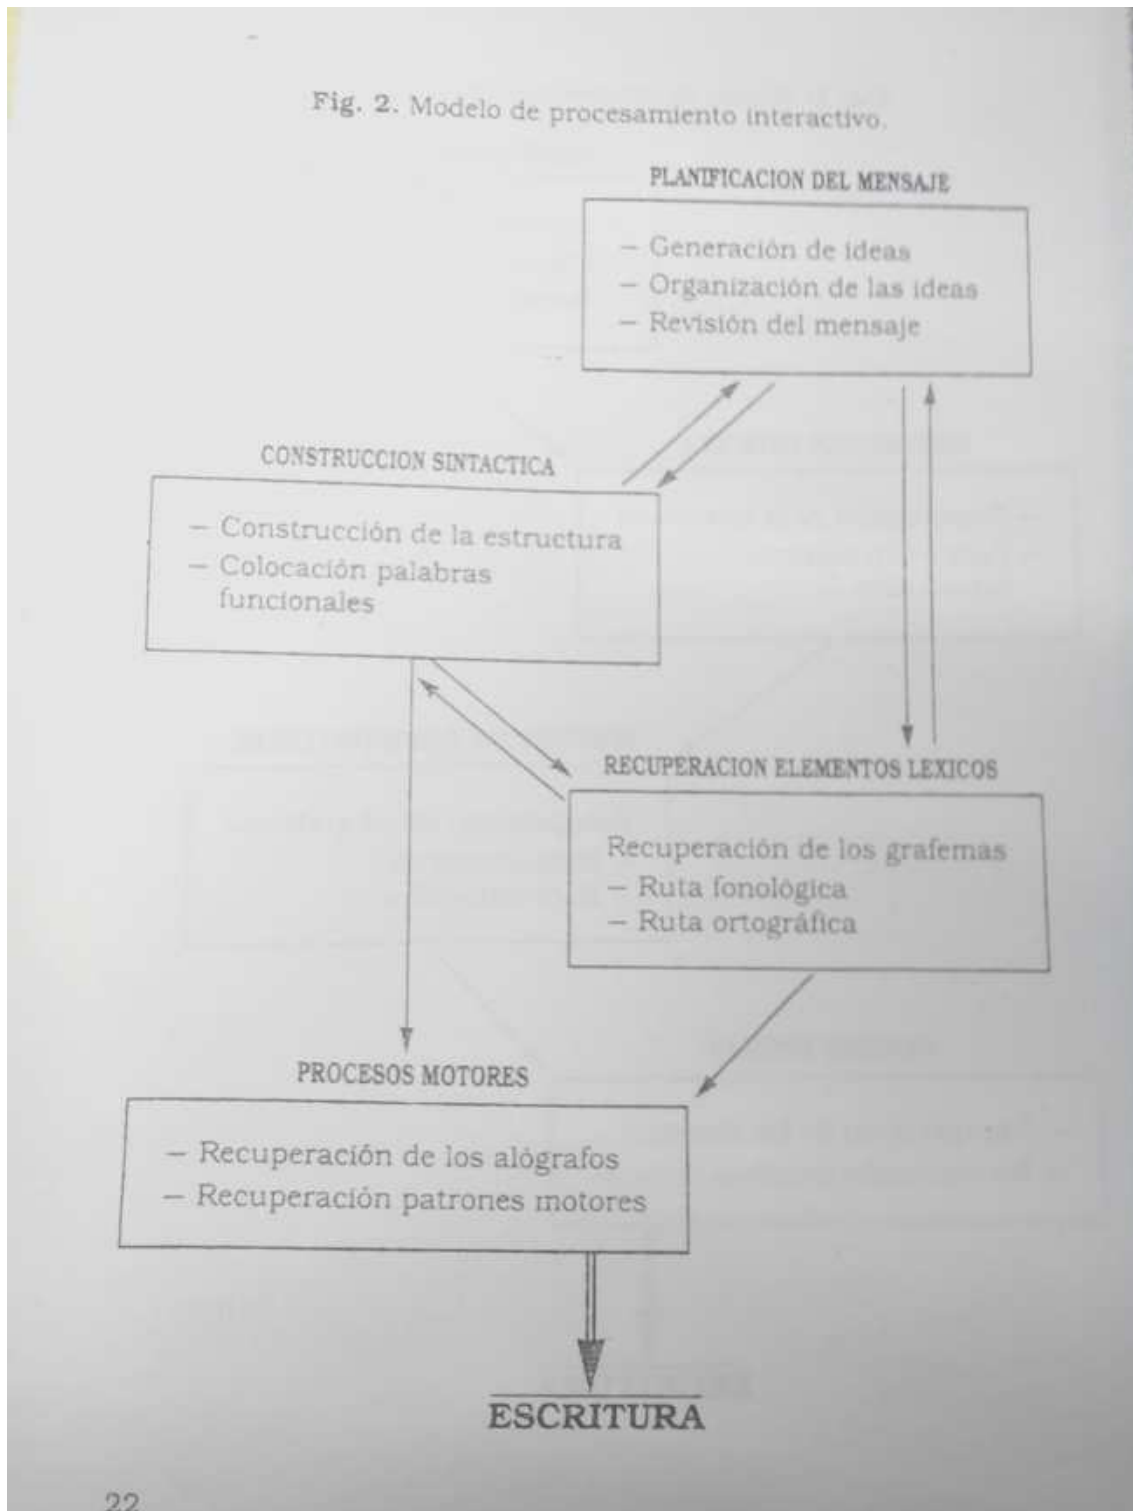 Fig. 2. Modelo de procesamiento interactivo.
PLANIFICACION DEL MENSAJE
– Generación de ideas
– Organización de las ideas
– Revisión del mensaje
CONSTRUCCION SINTACTICA
– Construcción de la estructura
– Colocación palabras
funcionales
RECUPERACION ELEMENTOS LEXICOS
Recuperación de los grafemas
– Ruta fonològica
– Ruta ortográfica
PROCESOS MOTORES
– Recuperación de los alógrafos
– Recuperación patrones motores
ESCRITURA
22